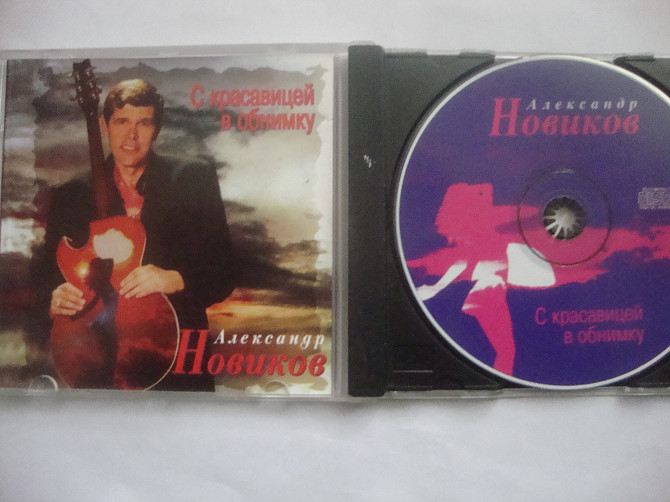 С красавицей
в обнимку
Александр
Новиков
Александр
Новиков
С красавицей
в обнимку